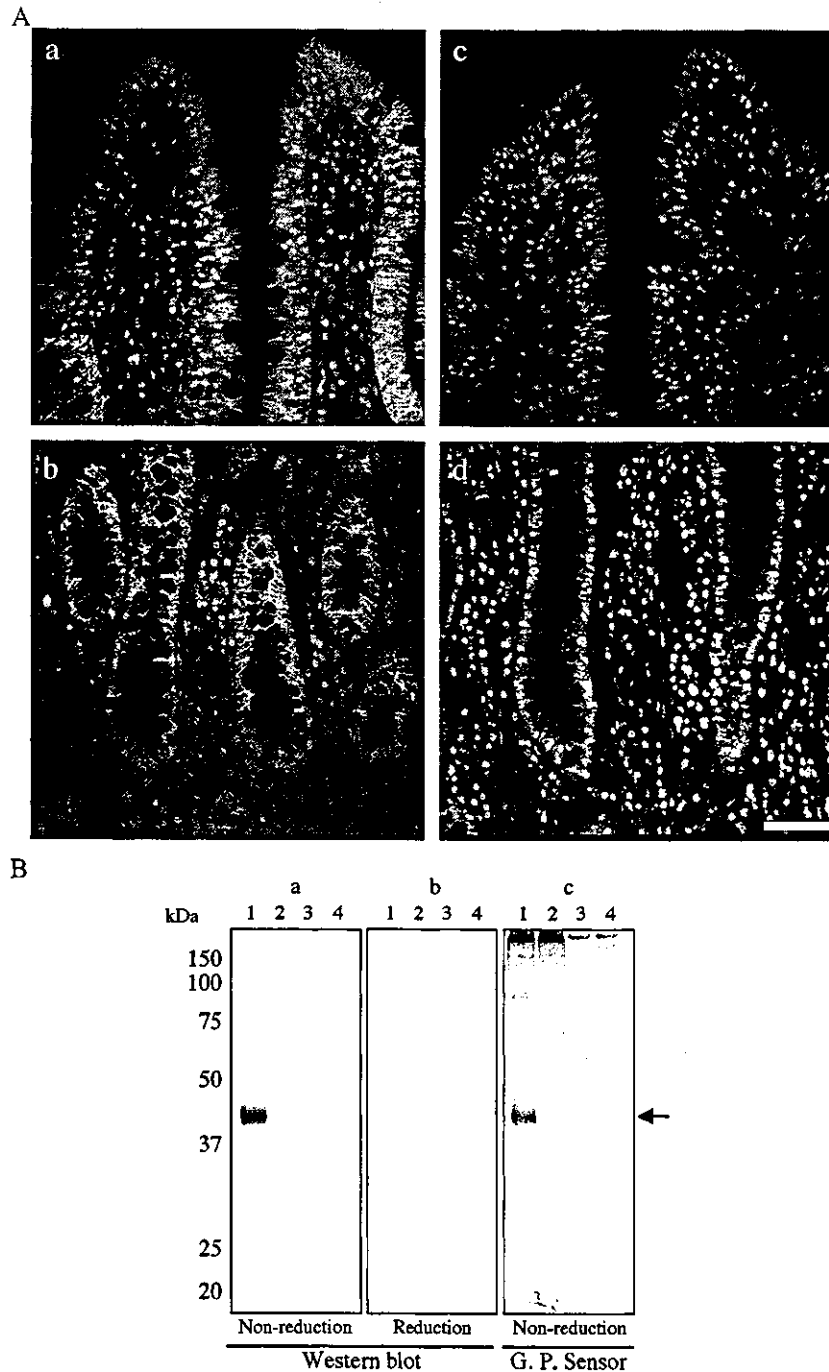 A
a
c
b
d
B
a b c
kDa 1 2 3 4 1 2 3 4 1 2 3 4
150
100
75
50
37
25
20
Non-reduction Reduction Non-reduction
Western blot G. P. Sensor